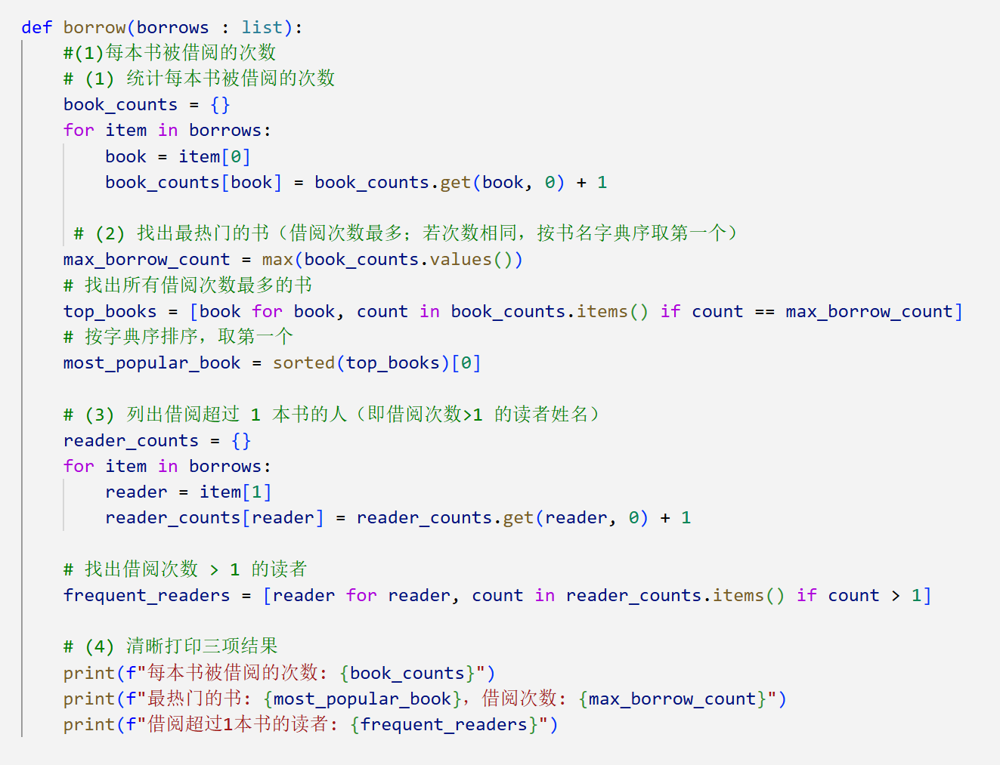 def borrow(borrows : list):
    #(1)每本书被借阅的次数
    # (1) 统计每本书被借阅的次数
    book_counts = {}
    for item in borrows:
        book = item[0]
        book_counts[book] = book_counts.get(book, 0) + 1

     # (2) 找出最热门的书（借阅次数最多；若次数相同，按书名字典序取第一个）
    max_borrow_count = max(book_counts.values())
    # 找出所有借阅次数最多的书
    top_books = [book for book, count in book_counts.items() if count == max_borrow_count]
    # 按字典序排序，取第一个
    most_popular_book = sorted(top_books)[0]

    # (3) 列出借阅超过 1 本书的人（即借阅次数>1 的读者姓名）
    reader_counts = {}
    for item in borrows:
        reader = item[1]
        reader_counts[reader] = reader_counts.get(reader, 0) + 1

    # 找出借阅次数 > 1 的读者
    frequent_readers = [reader for reader, count in reader_counts.items() if count > 1]

    # (4) 清晰打印三项结果
    print(f"每本书被借阅的次数: {book_counts}")
    print(f"最热门的书: {most_popular_book}，借阅次数: {max_borrow_count}")
    print(f"借阅超过1本书的读者: {frequent_readers}")